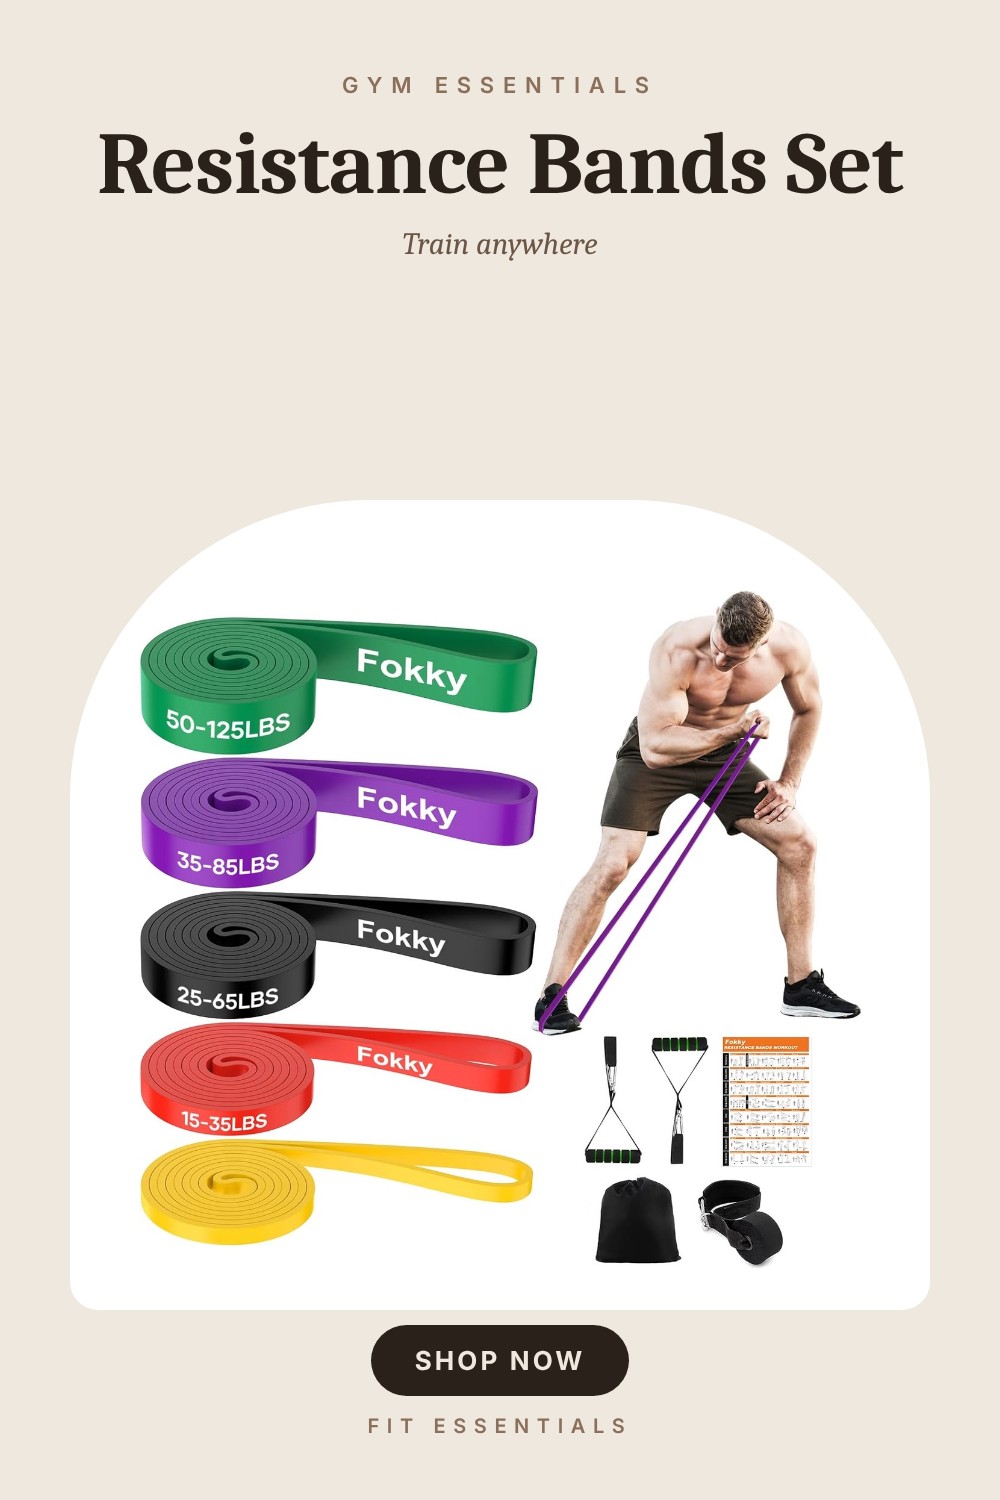 GYM ESSENTIALS
Resistance Bands Set
Train anywhere
Fokky
50-125LBS
Fokky
35-85LBS
Fokky
25-65LBS
Fokky
15-35LBS
Fokky
RESISTANCE BANDS WORKOUT
SHOP NOW
FIT ESSENTIALS